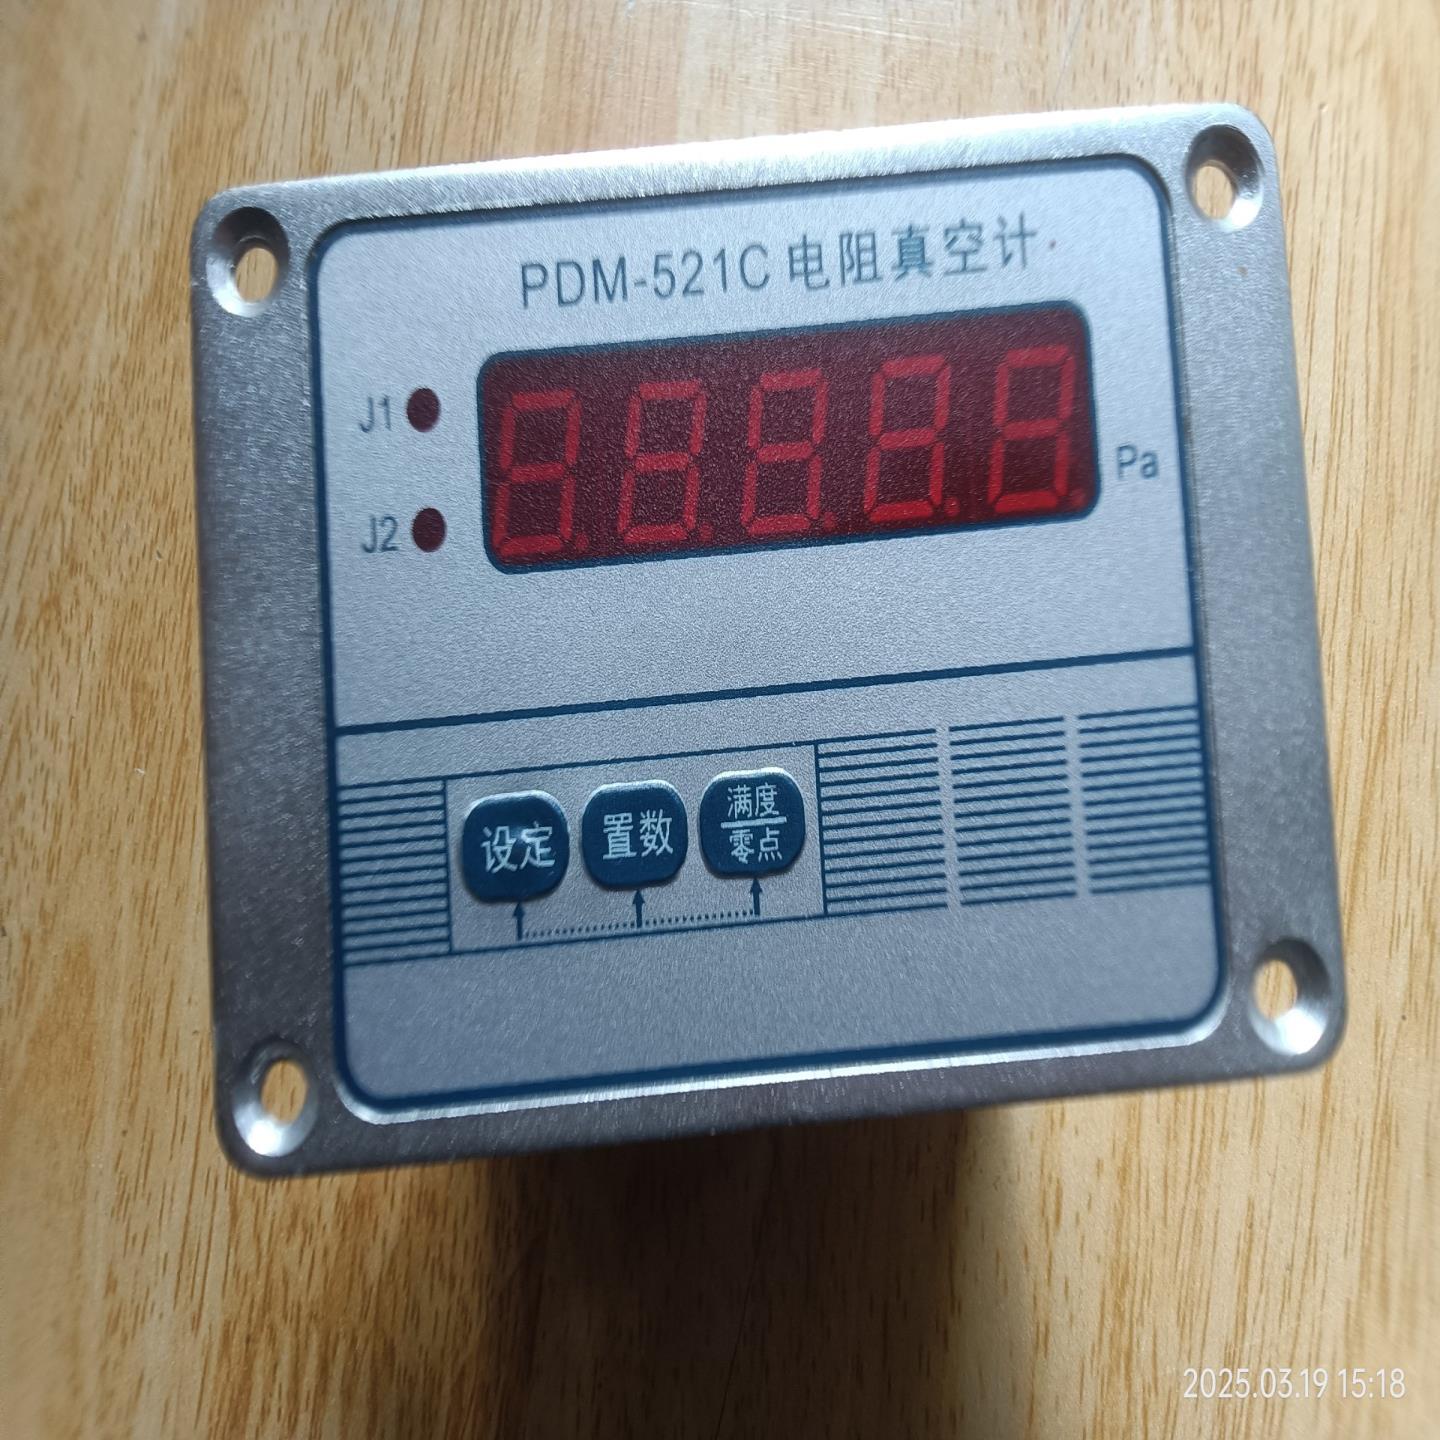 PDM-521C 电阻真空计
J1
J2
Pa
设定
置数
满度
零点
2025.03.19 15:18